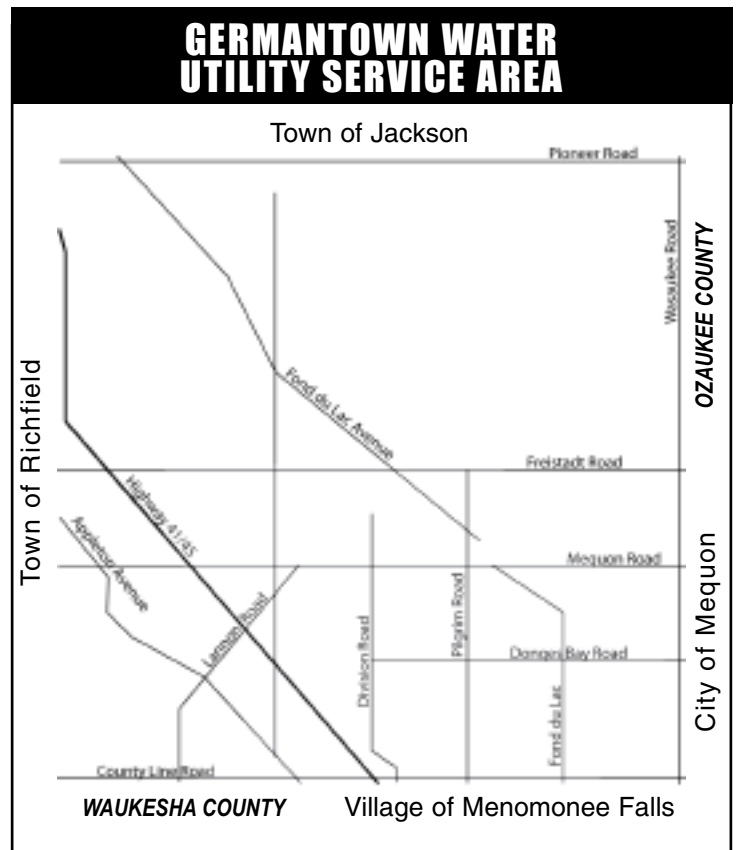 GERMANTOWN WATER
UTILITY SERVICE AREA
Town of Jackson
Pioneer Road
Wasaukee Road
OZAUKEE COUNTY
Town of Richfield
Fond du Lac Avenue
Freistadt Road
Highway 41/45
Appleton Avenue
Mequon Road
City of Mequon
Lannon Road
Division Road
Pilgrim Road
Donges Bay Road
Fond du Lac
County Line Road
WAUKESHA COUNTY
Village of Menomonee Falls